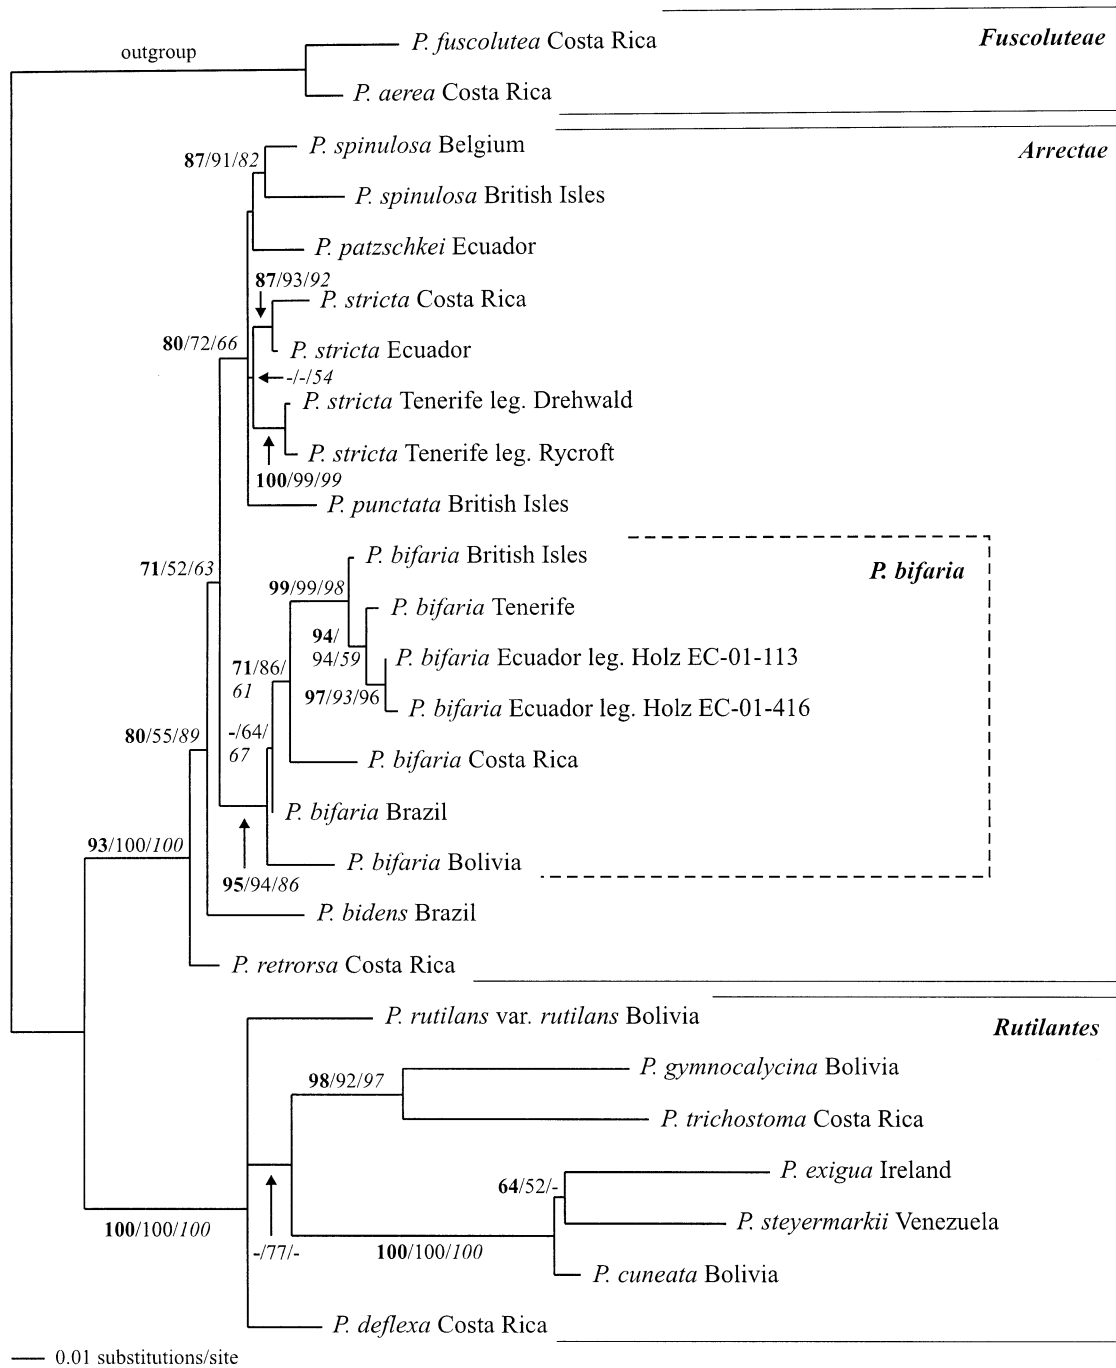 outgroup
P. fuscolutea Costa Rica
Fuscoluteae
P. aerea Costa Rica
P. spinulosa Belgium
Arrectae
87/91/82
P. spinulosa British Isles
P. patzschkei Ecuador
87/93/92
P. stricta Costa Rica
80/72/66
P. stricta Ecuador
-/-/54
P. stricta Tenerife leg. Drehwald
P. stricta Tenerife leg. Rycroft
100/99/99
P. punctata British Isles
P. bifaria British Isles
P. bifaria
71/52/63
99/99/98
P. bifaria Tenerife
94/
94/59
P. bifaria Ecuador leg. Holz EC-01-113
71/86/
61
97/93/96
P. bifaria Ecuador leg. Holz EC-01-416
-/64/
67
80/55/89
P. bifaria Costa Rica
P. bifaria Brazil
93/100/100
P. bifaria Bolivia
95/94/86
P. bidens Brazil
P. retrorsa Costa Rica
P. rutilans var. rutilans Bolivia
Rutilantes
P. gymnocalycina Bolivia
98/92/97
P. trichostoma Costa Rica
P. exigua Ireland
64/52/-
P. steyermarkii Venezuela
100/100/100
-/77/-
100/100/100
P. cuneata Bolivia
P. deflexa Costa Rica
0.01 substitutions/site